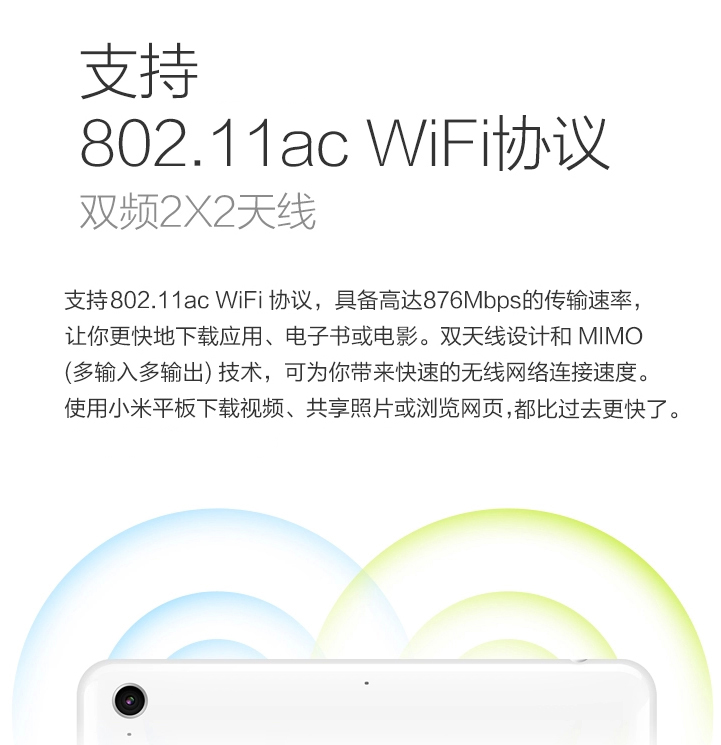 支持
802.11ac WiFi协议
双频2X2天线
支持802.11ac WiFi 协议，具备高达876Mbps的传输速率，
让你更快地下载应用、电子书或电影。双天线设计和 MIMO
(多输入多输出) 技术，可为你带来快速的无线网络连接速度。
使用小米平板下载视频、共享照片或浏览网页,都比过去更快了。